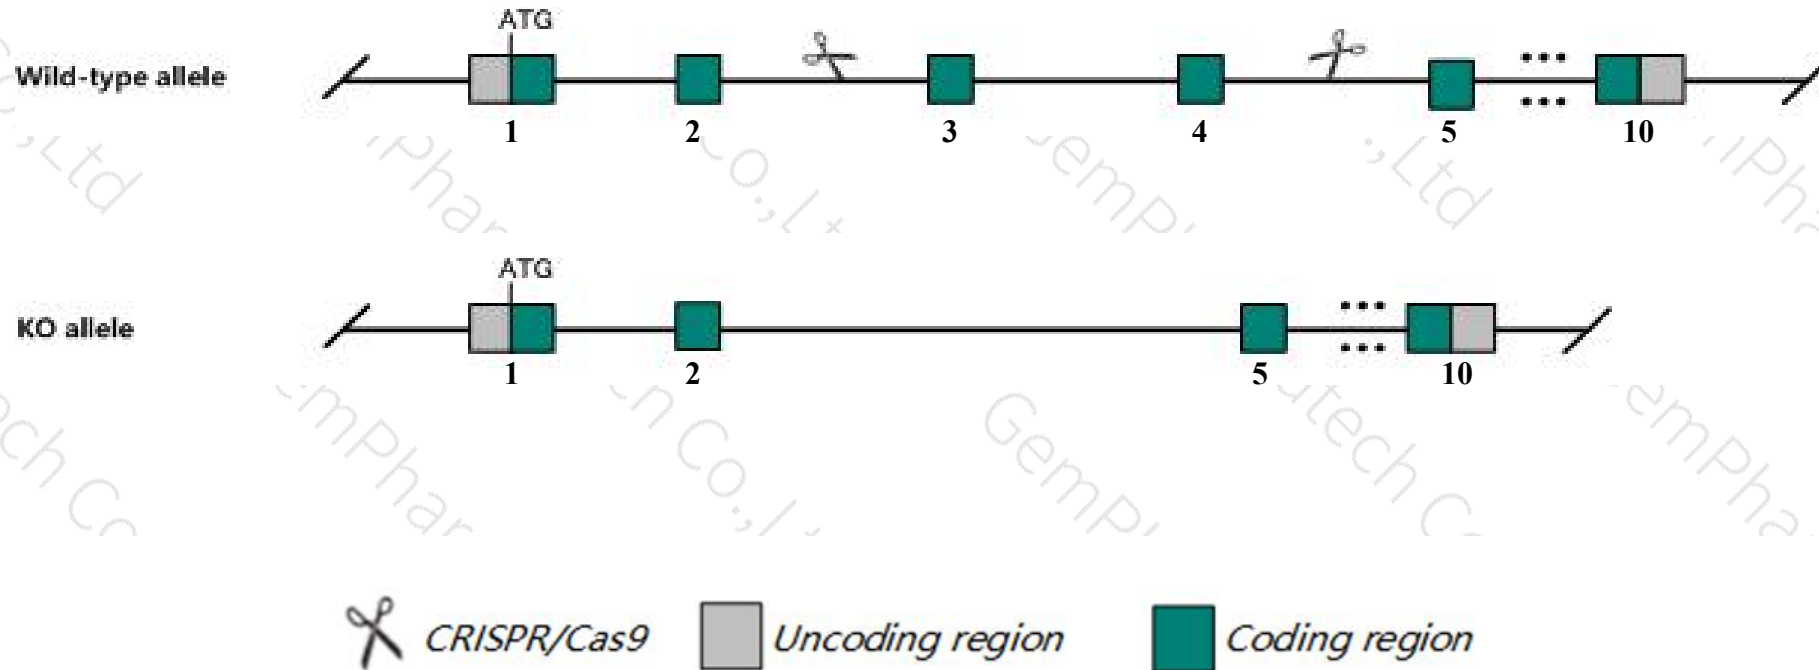 ATG
Wild-type allele
1 2 3 4 5 10
ATG
KO allele
1 2 5 10
CRISPR/Cas9 Uncoding region Coding region
GemPh